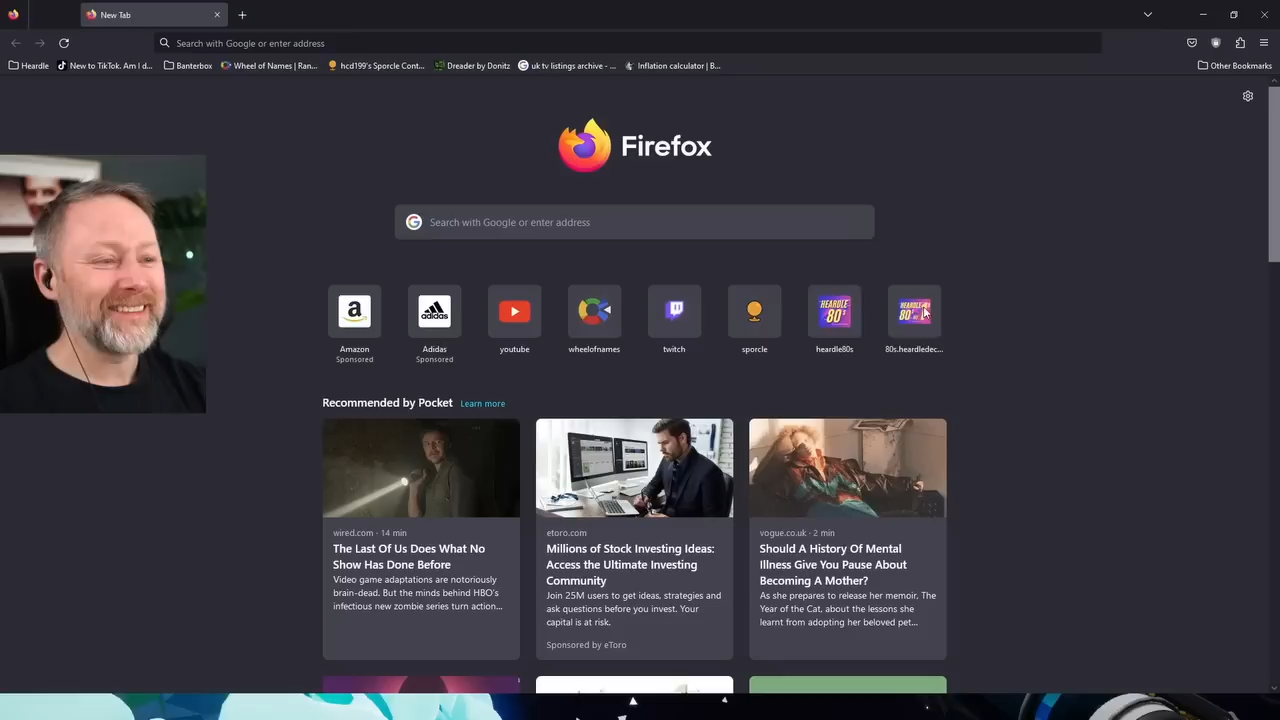 New Tab
Search with Google or enter address
Heardle
New to TikTok. Am I d...
Banterbox
Wheel of Names | Ran...
hcd199's Sporcle Cont...
Dreader by Donitz
uk tv listings archive - ...
Inflation calculator | B...
Other Bookmarks
Firefox
Search with Google or enter address
a
adidas
HEARDLE
80's
HEARDLE
80's
Amazon
Adidas
youtube
wheelofnames
twitch
sporcle
heardle80s
80s.heardledec...
Sponsored
Sponsored
Recommended by Pocket Learn more
wired.com · 14 min
The Last Of Us Does What No
Show Has Done Before
Video game adaptations are notoriously
brain-dead. But the minds behind HBO's
infectious new zombie series turn action...
etoro.com
Millions of Stock Investing Ideas:
Access the Ultimate Investing
Community
Join 25M users to get ideas, strategies and
ask questions before you invest. Your
capital is at risk.
Sponsored by eToro
vogue.co.uk · 2 min
Should A History Of Mental
Illness Give You Pause About
Becoming A Mother?
As she prepares to release her memoir, The
Year of the Cat, about the lessons she
learnt from adopting her beloved pet...